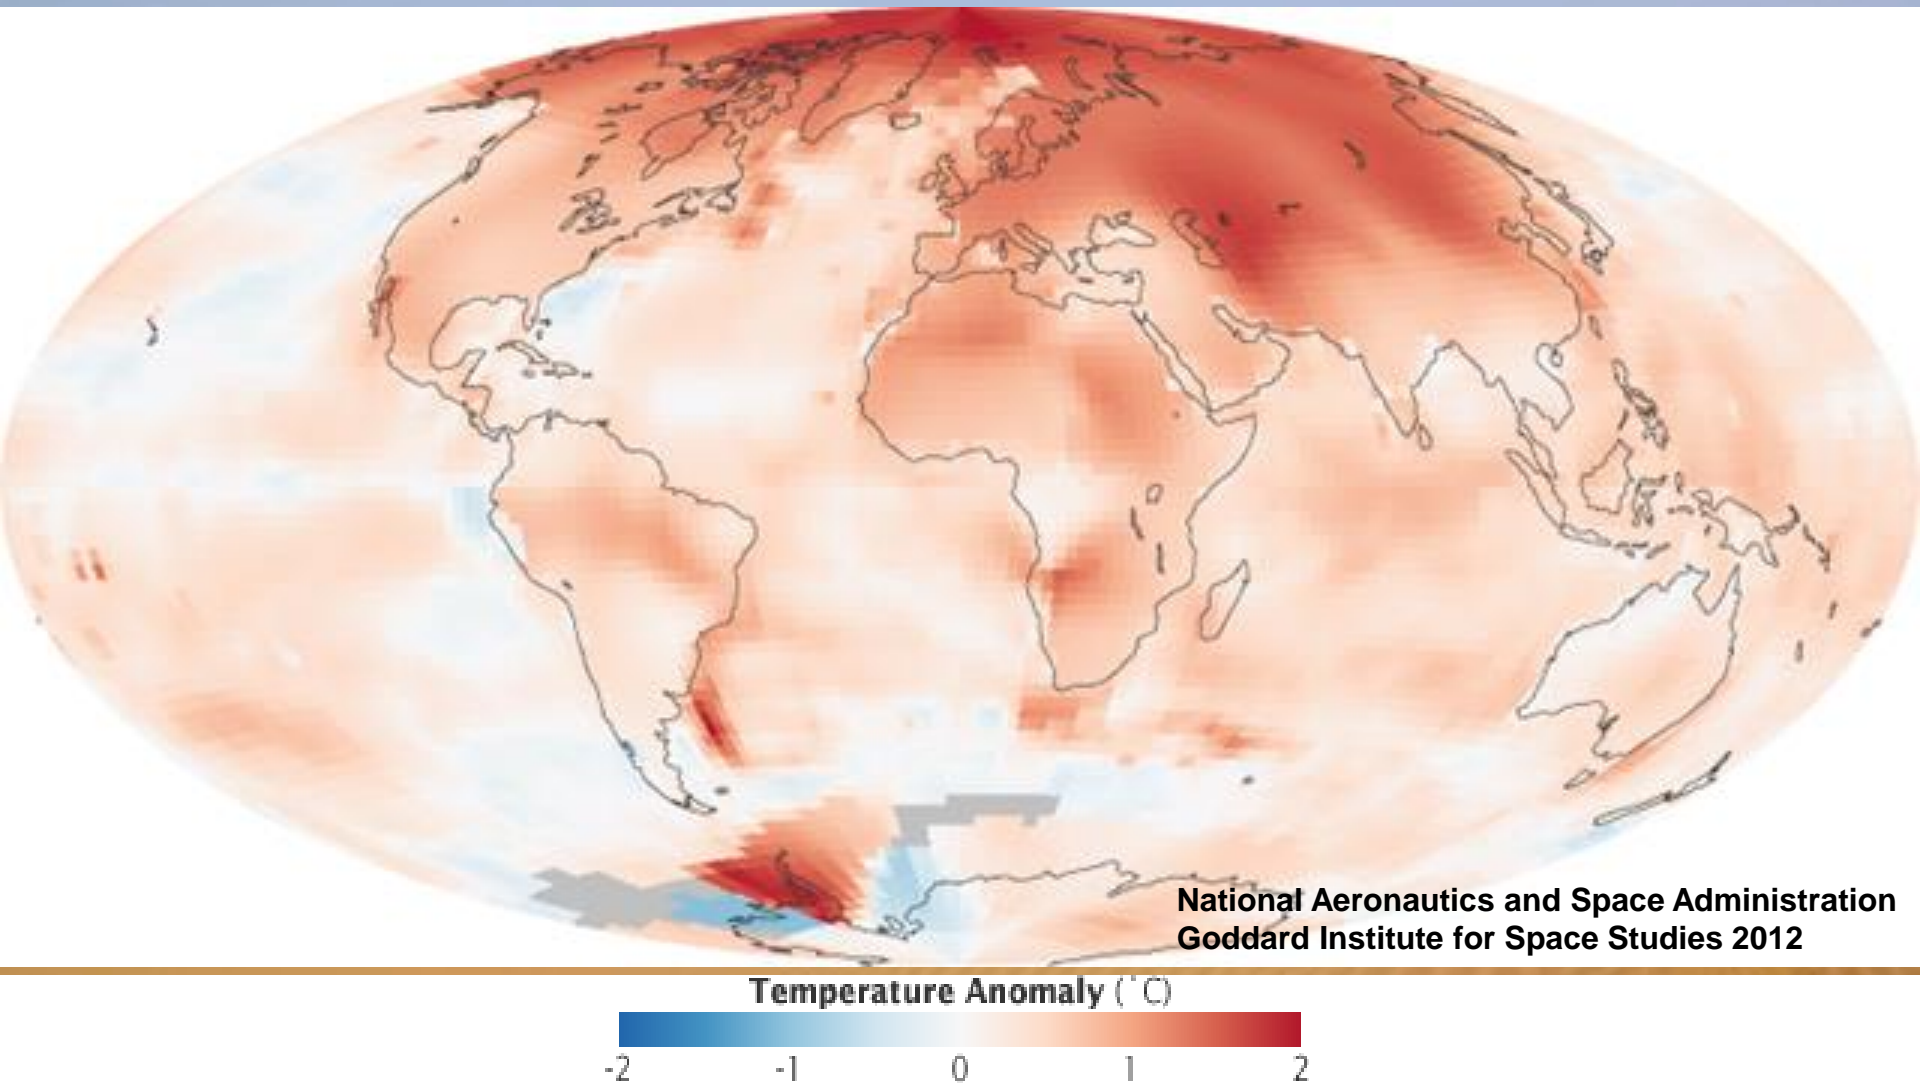 National Aeronautics and Space Administration
Goddard Institute for Space Studies 2012
Temperature Anomaly (˚C)
-2 -1 0 1 2